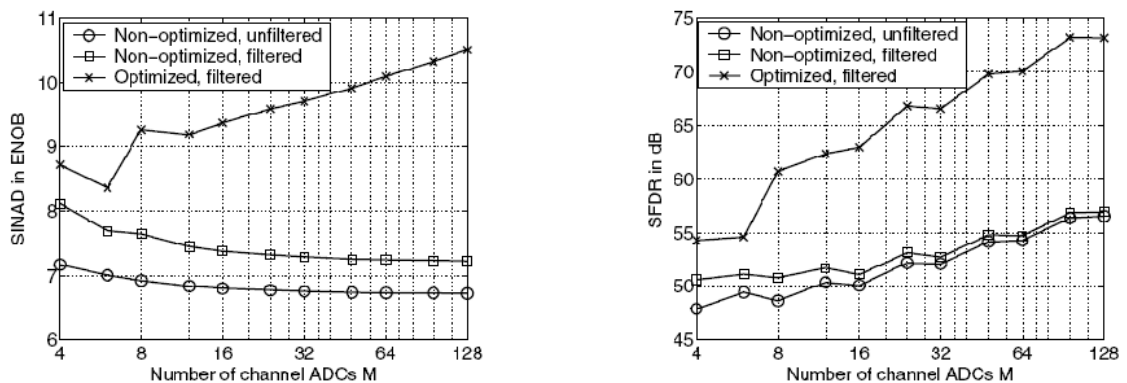 11
10
9
8
7
6
SINAD in ENOB
Non-optimized, unfiltered
Non-optimized, filtered
Optimized, filtered
4 8 16 32 64 128
Number of channel ADCs M
75
70
65
60
55
50
45
SFDR in dB
Non-optimized, unfiltered
Non-optimized, filtered
Optimized, filtered
4 8 16 32 64 128
Number of channel ADCs M